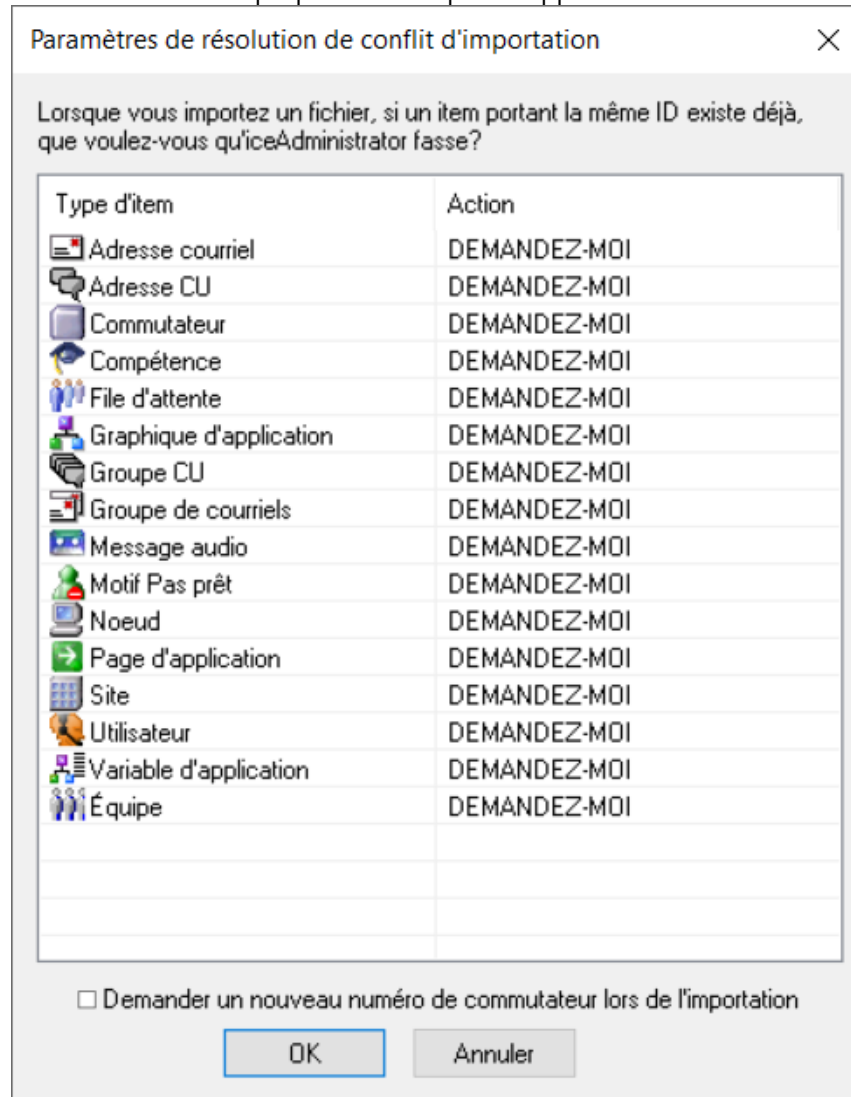 Paramètres de résolution de conflit d'importation
Lorsque vous importez un fichier, si un item portant la même ID existe déjà,
que voulez-vous qu'iceAdministrator fasse?
Type d'item Action
Adresse courriel DEMANDEZ-MOI
Adresse CU DEMANDEZ-MOI
Commutateur DEMANDEZ-MOI
Compétence DEMANDEZ-MOI
File d'attente DEMANDEZ-MOI
Graphique d'application DEMANDEZ-MOI
Groupe CU DEMANDEZ-MOI
Groupe de courriels DEMANDEZ-MOI
Message audio DEMANDEZ-MOI
Motif Pas prêt DEMANDEZ-MOI
Noeud DEMANDEZ-MOI
Page d'application DEMANDEZ-MOI
Site DEMANDEZ-MOI
Utilisateur DEMANDEZ-MOI
Variable d'application DEMANDEZ-MOI
Équipe DEMANDEZ-MOI
Demander un nouveau numéro de commutateur lors de l'importation
OK Annuler